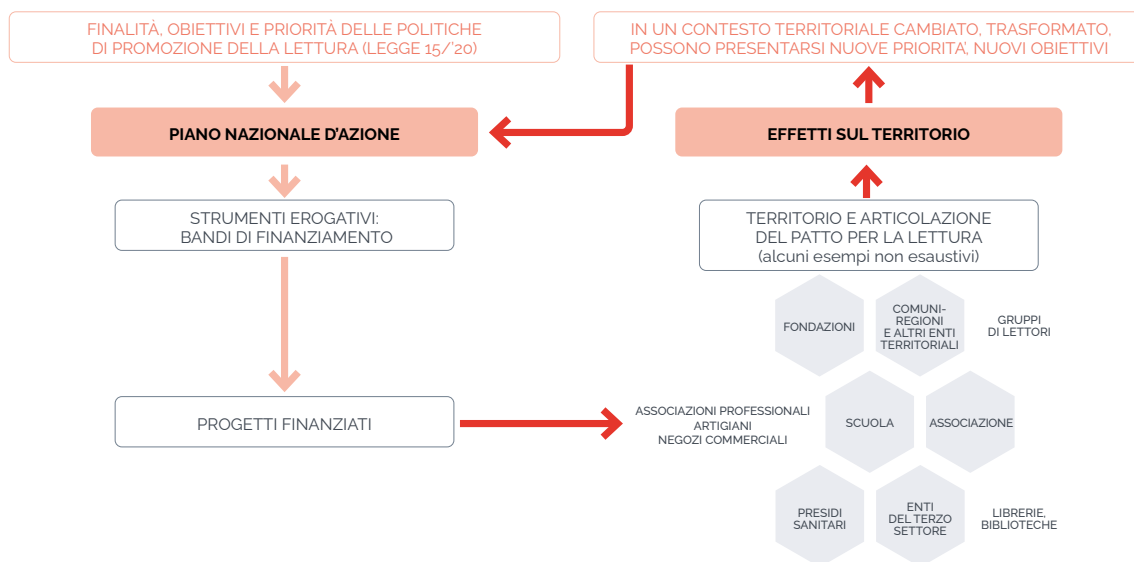 FINALITÀ, OBIETTIVI E PRIORITÀ DELLE POLITICHE
DI PROMOZIONE DELLA LETTURA (LEGGE 15/'20)
IN UN CONTESTO TERRITORIALE CAMBIATO, TRASFORMATO,
POSSONO PRESENTARSI NUOVE PRIORITA', NUOVI OBIETTIVI
PIANO NAZIONALE D'AZIONE
EFFETTI SUL TERRITORIO
STRUMENTI EROGATIVI:
BANDI DI FINANZIAMENTO
TERRITORIO E ARTICOLAZIONE
DEL PATTO PER LA LETTURA
(alcuni esempi non esaustivi)
FONDAZIONI
COMUNI-
REGIONI
E ALTRI ENTI
TERRITORIALI
GRUPPI
DI LETTORI
PROGETTI FINANZIATI
ASSOCIAZIONI PROFESSIONALI
ARTIGIANI
NEGOZI COMMERCIALI
SCUOLA
ASSOCIAZIONE
PRESIDI
SANITARI
ENTI
DEL TERZO
SETTORE
LIBRERIE,
BIBLIOTECHE